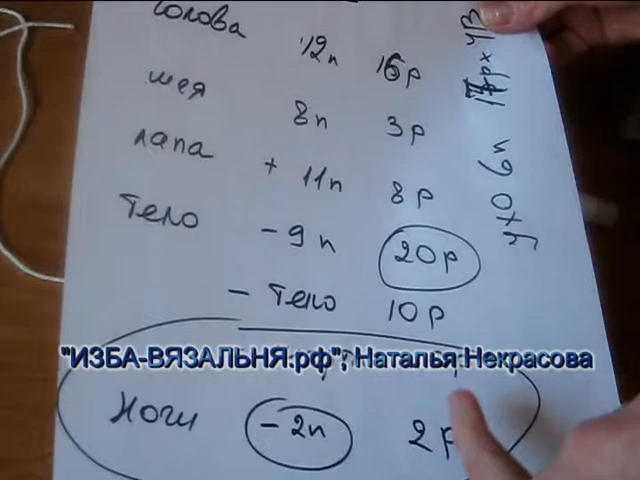 голова 12п 16р
шея 8п 3р
лапа + 11п 8р
Тело - 9п 20р
- Тело 10р
"ИЗБА-ВЯЗАЛЬНЯ.рф"; Наталья Некрасова
Ноги - 2п 2р